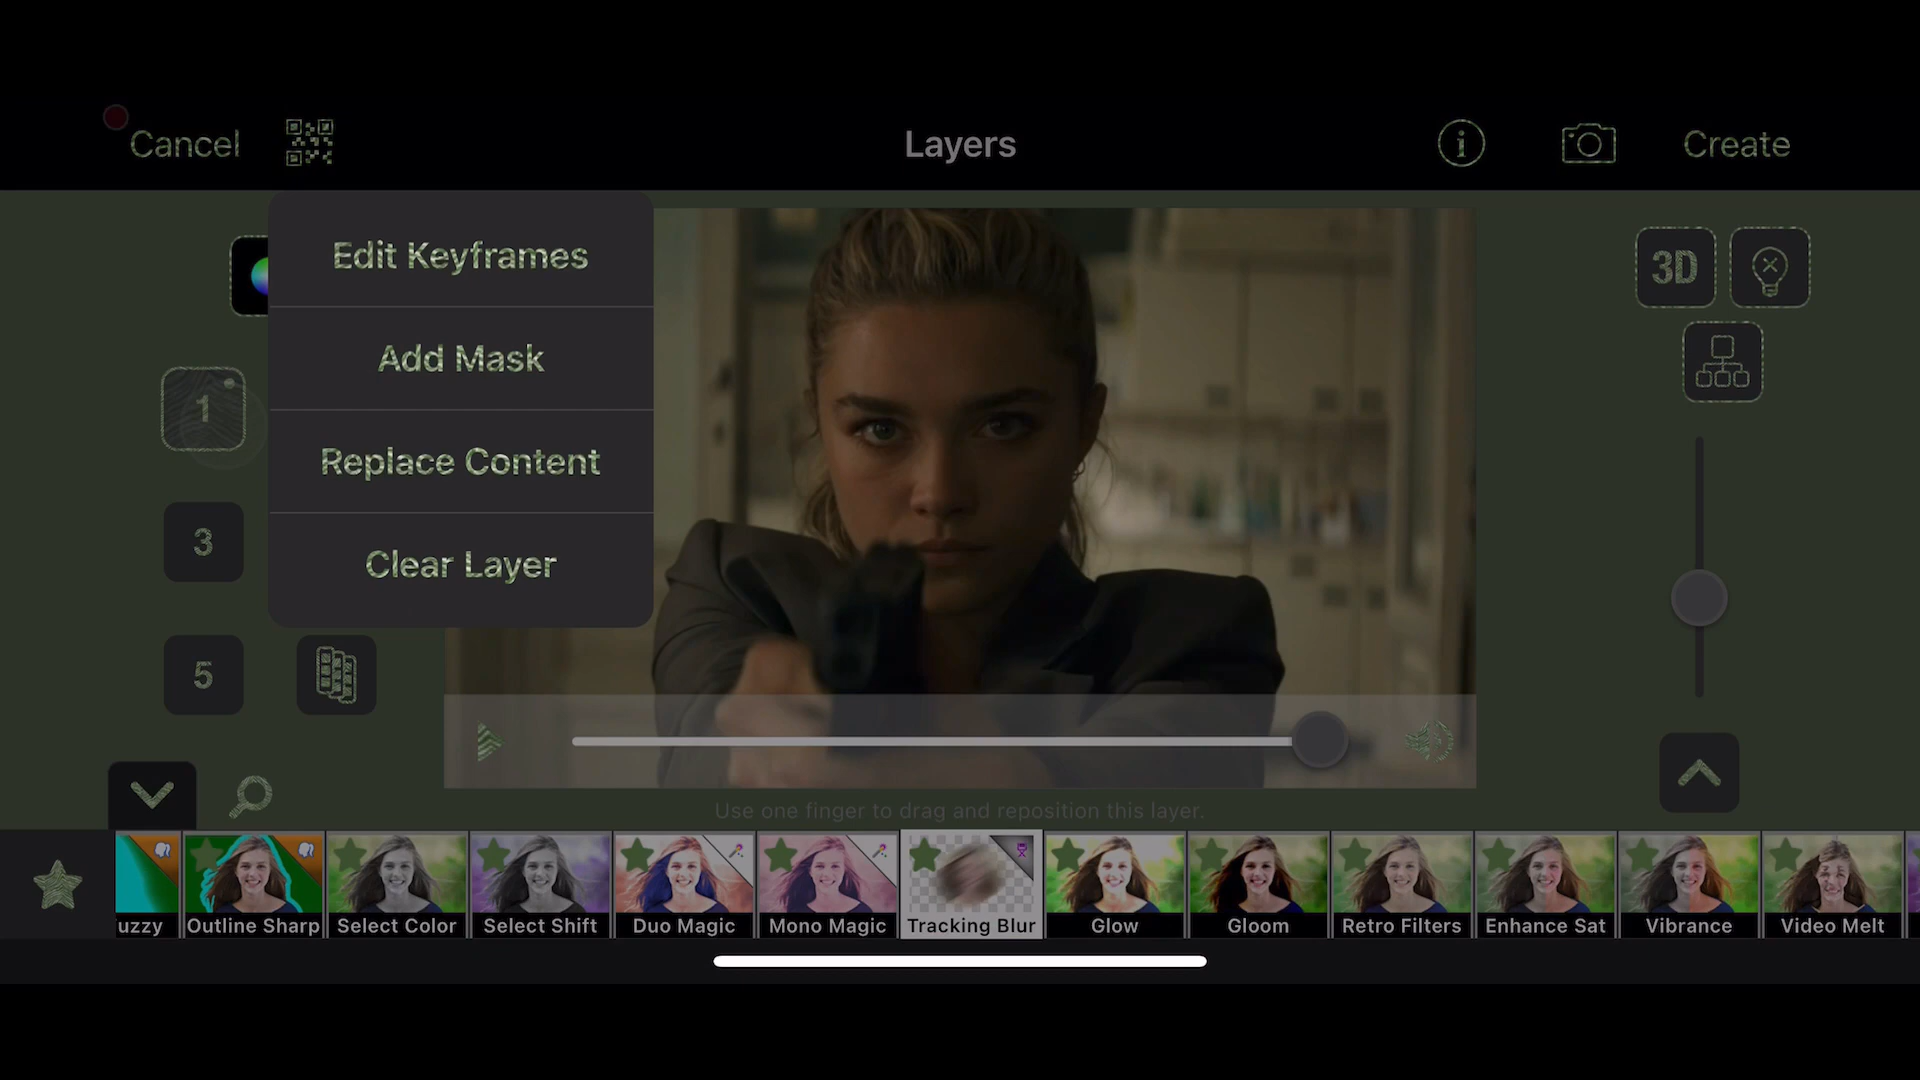 Cancel
Layers
Create
Edit Keyframes
Add Mask
Replace Content
Clear Layer
3D
1
3
5
Use one finger to drag and reposition this layer.
uzzy
Outline Sharp
Select Color
Select Shift
Duo Magic
Mono Magic
Tracking Blur
Glow
Gloom
Retro Filters
Enhance Sat
Vibrance
Video Melt